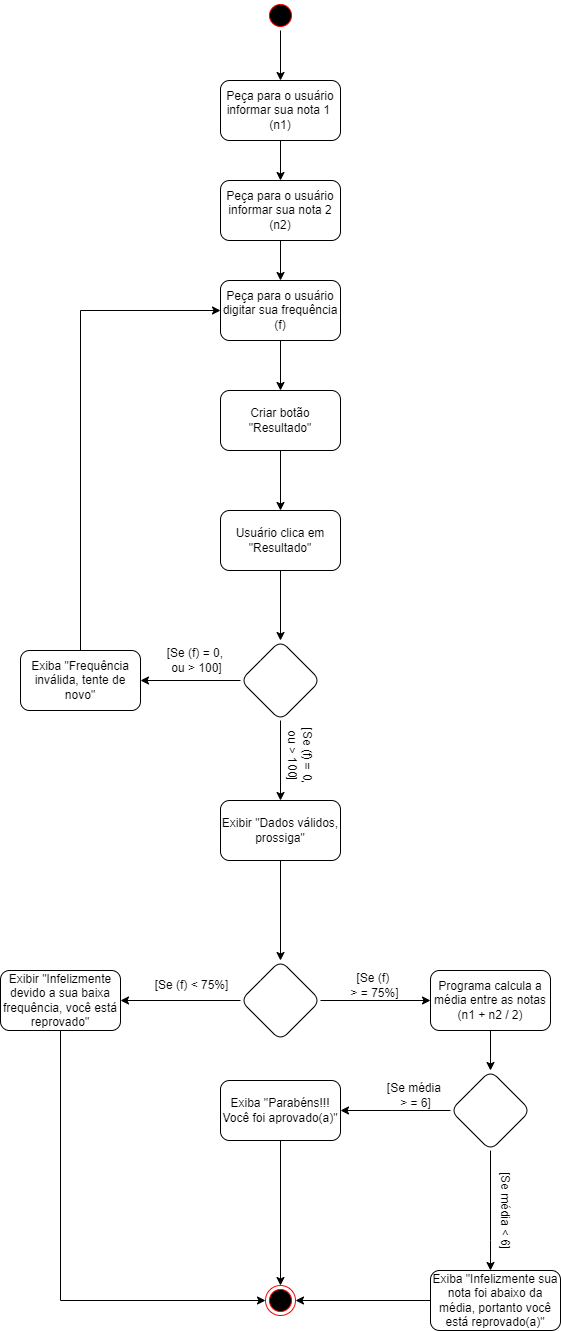 Peça para o usuário
informar sua nota 1
(n1)
Peça para o usuário
informar sua nota 2
(n2)
Peça para o usuário
digitar sua frequência
(f)
Criar botão
"Resultado"
Usuário clica em
"Resultado"
[Se (f) = 0,
ou > 100]
Exiba "Frequência
inválida, tente de
novo"
[Se (f) = 0,
ou > 100]
Exibir "Dados válidos,
prossiga"
[Se (f) < 75%]
Exibir "Infelizmente
devido a sua baixa
frequência, você está
reprovado"
[Se (f)
> = 75%]
Programa calcula a
média entre as notas
(n1 + n2 / 2)
[Se média
> = 6]
Exiba "Parabéns!!!
Você foi aprovado(a)"
[Se média < 6]
Exiba "Infelizmente sua
nota foi abaixo da
média, portanto você
está reprovado(a)"